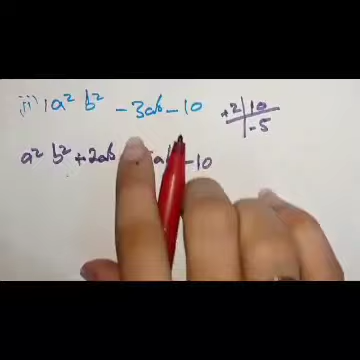 (ii) 1a² b² - 3ab - 10
+2 | 10
| -5
a² b² + 2ab - 10